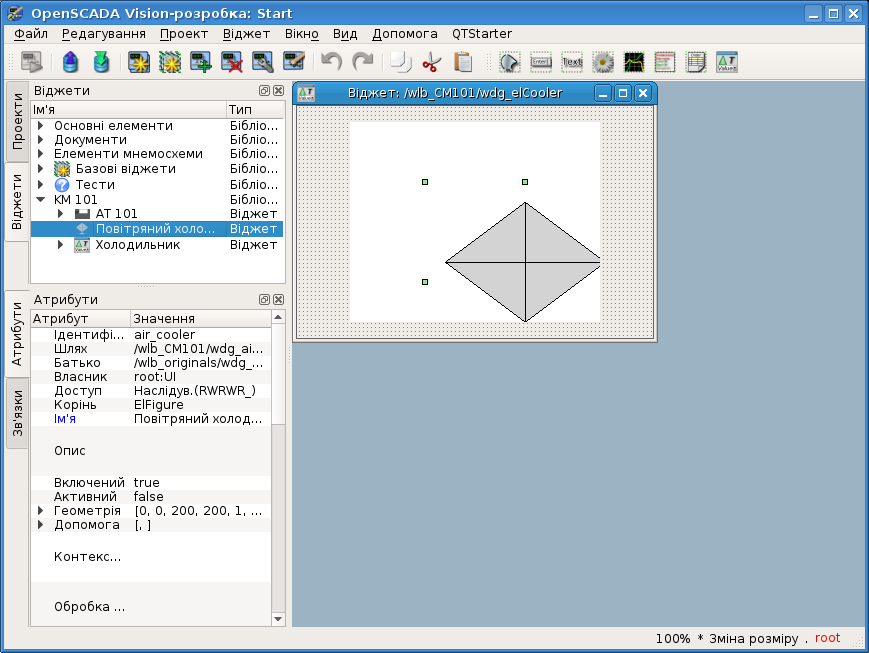 OpenSCADA Vision-розробка: Start
Файл Редагування Проект Віджет Вікно Вид Допомога QTStarter
Проекти
Віджети
Віджети
Ім'я Тип
Основні елементи Бібліо...
Документи Бібліо...
Елементи мнемосхеми Бібліо...
Базові віджети Бібліо...
Тести Бібліо...
КМ 101 Бібліо...
АТ 101 Віджет
Повітряний холо... Віджет
Холодильник Віджет
Атрибути
Зв'язки
Атрибути
Атрибут Значення
Ідентифі... air_cooler
Шлях /wlb_CM101/wdg_ai...
Батько /wlb_originals/wdg_...
Власник root:UI
Доступ Наслідув.(RWRWR_)
Корінь ElFigure
Ім'я Повітряний холод...
Опис
Включений true
Активний false
Геометрія [0, 0, 200, 200, 1, ...
Допомога [, ]
Контекс...
Обробка ...
Віджет: /wlb_CM101/wdg_elCooler
100% * Зміна розміру . root